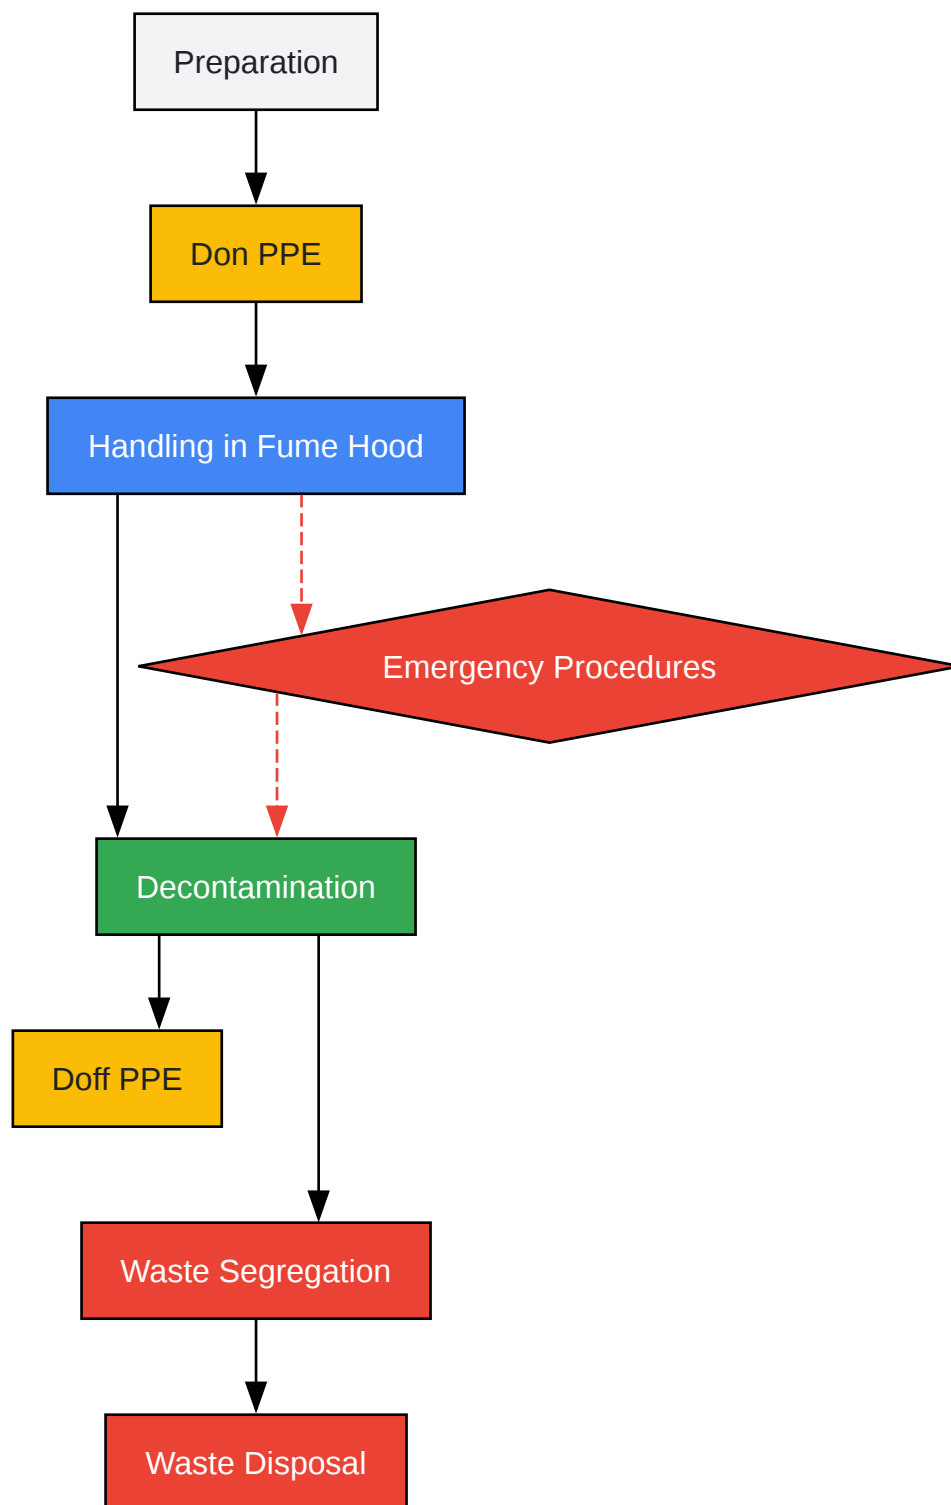 Preparation
Don PPE
Handling in Fume Hood
Emergency Procedures
Decontamination
Doff PPE
Waste Segregation
Waste Disposal